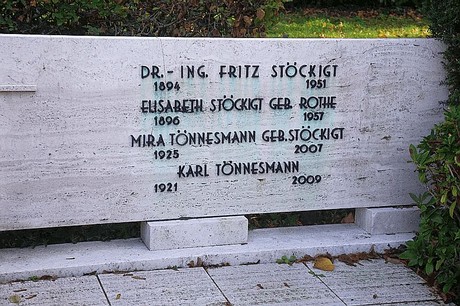 DR.-ING. FRITZ STÖCKIGT
1894 1951
ELISABETH STÖCKIGT GEB. ROTHE
1896 1957
MIRA TÖNNESMANN GEB. STÖCKIGT
1925 2007
KARL TÖNNESMANN
1921 2009